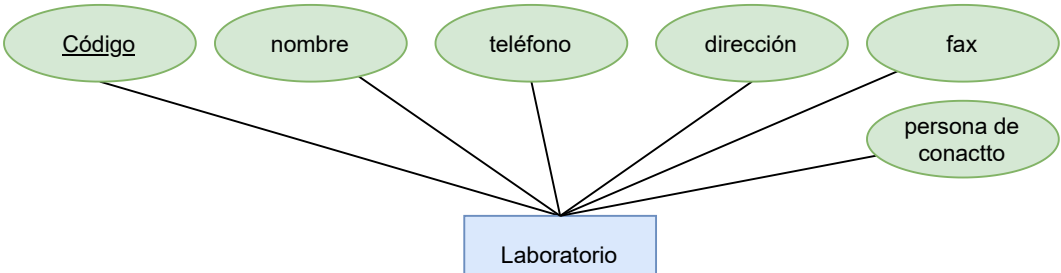 Código
nombre
teléfono
dirección
fax
persona de
conactto
Laboratorio